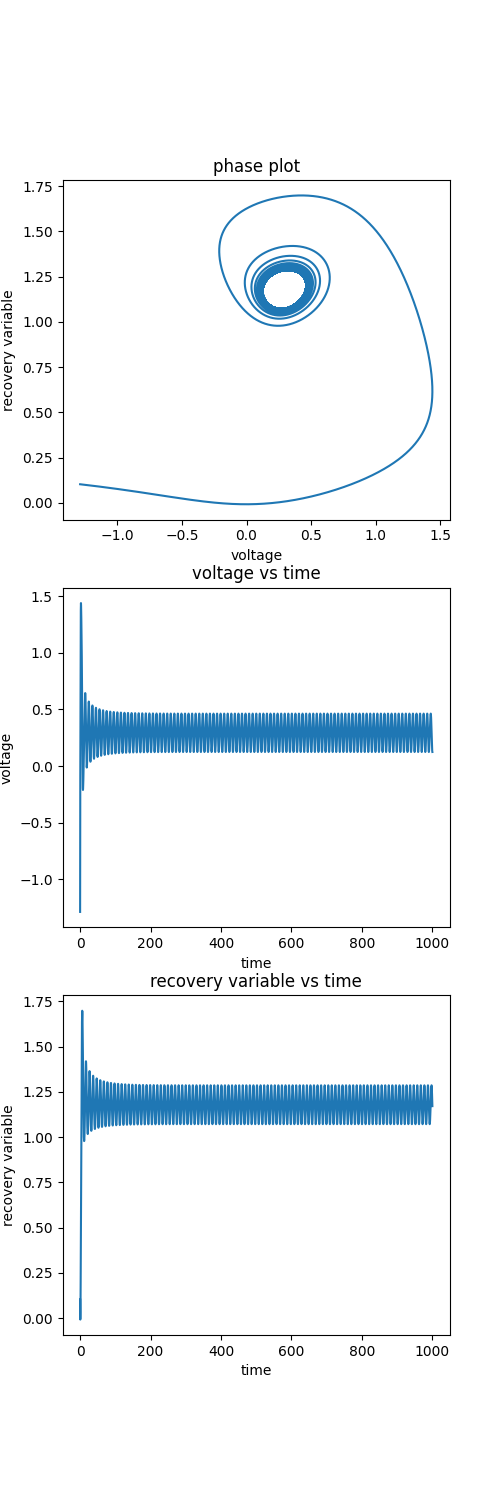 phase plot
1.75
1.50
1.25
1.00
0.75
0.50
0.25
0.00
recovery variable
−1.0 −0.5 0.0 0.5 1.0 1.5
voltage
voltage vs time
1.5
1.0
0.5
0.0
−0.5
−1.0
voltage
0 200 400 600 800 1000
time
recovery variable vs time
1.75
1.50
1.25
1.00
0.75
0.50
0.25
0.00
recovery variable
0 200 400 600 800 1000
time